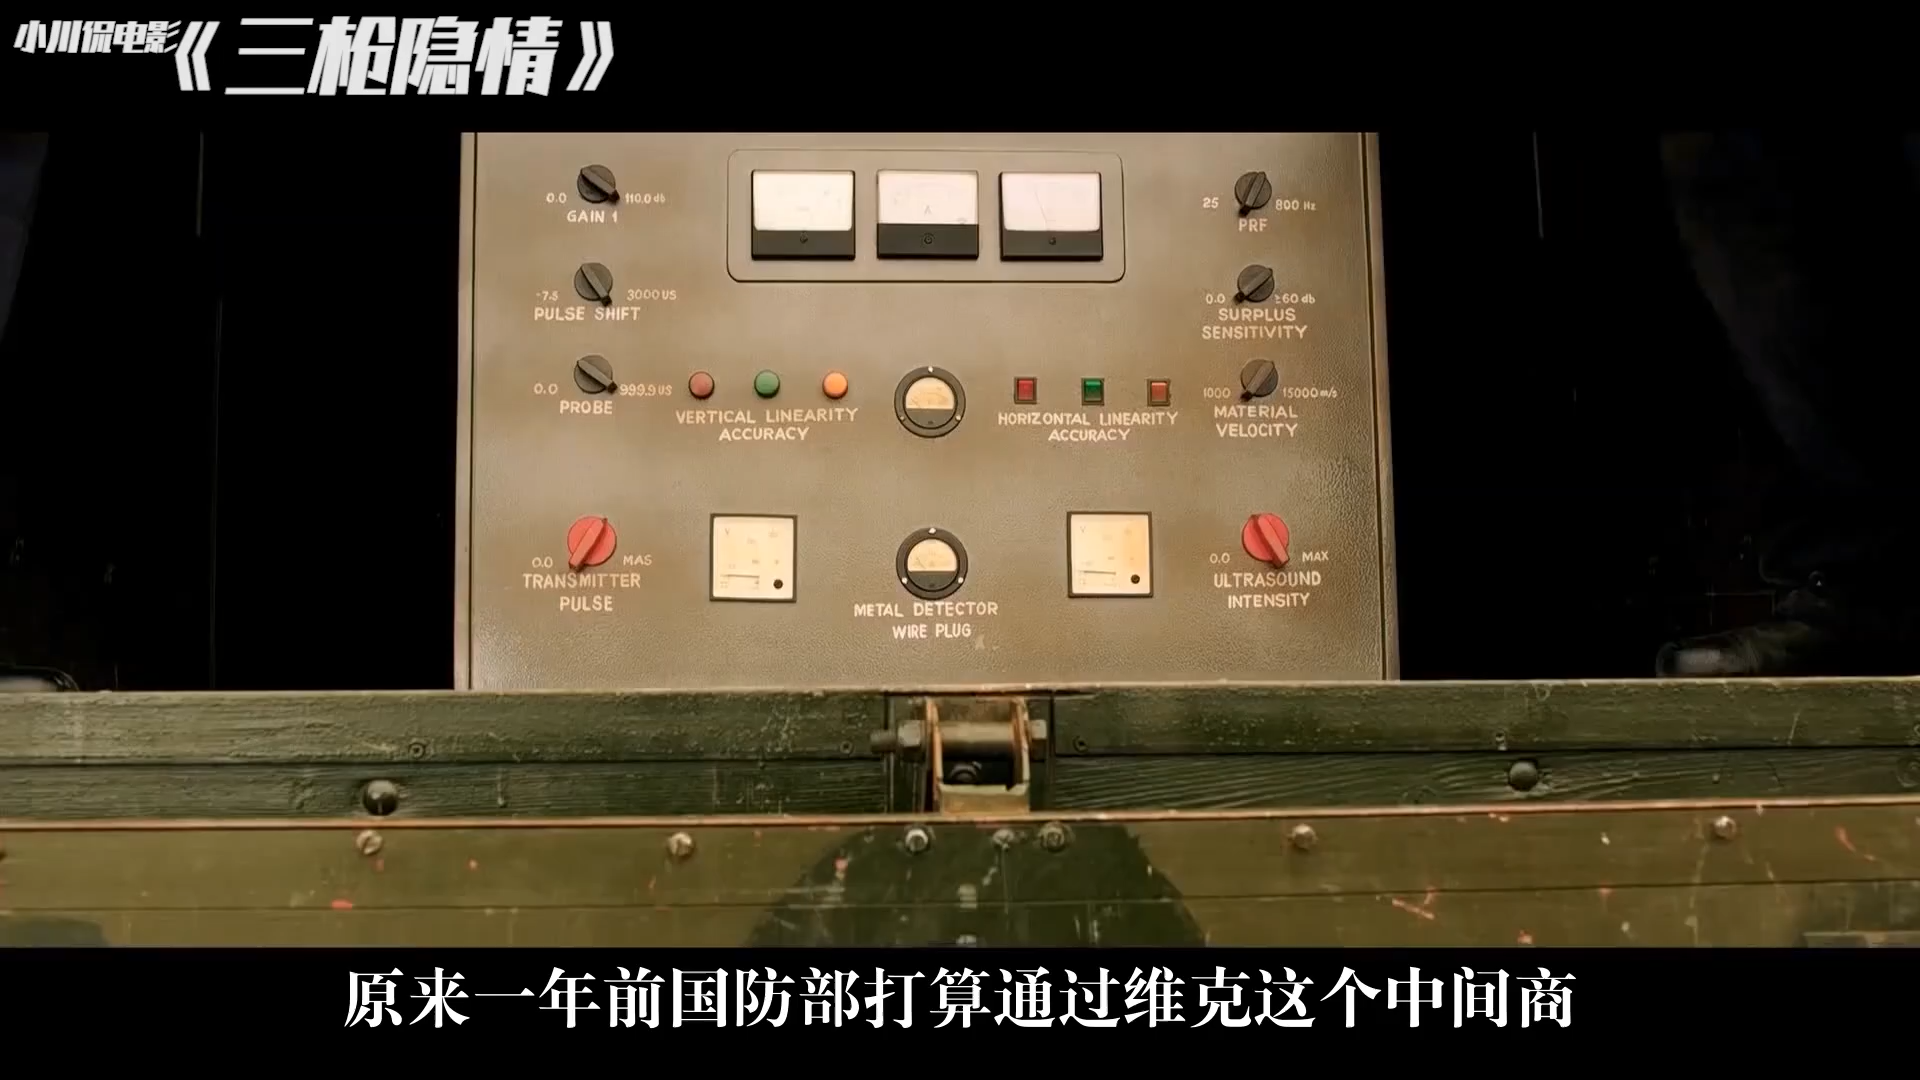 小川侃电影《三枪隐情》
0.0 110.0 db
GAIN 1
25 800 Hz
PRF
-7.5 3000 US
PULSE SHIFT
0.0 ±60 db
SURPLUS
SENSITIVITY
0.0 999.9 US
PROBE
VERTICAL LINEARITY
ACCURACY
HORIZONTAL LINEARITY
ACCURACY
1000 15000 m/s
MATERIAL
VELOCITY
0.0 MAS
TRANSMITTER
PULSE
METAL DETECTOR
WIRE PLUG
0.0 MAX
ULTRASOUND
INTENSITY
原来一年前国防部打算通过维克这个中间商